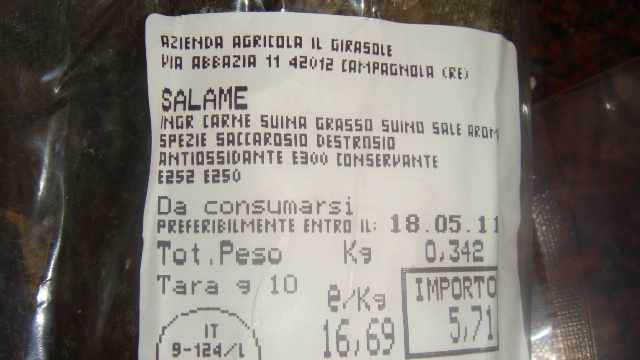 AZIENDA AGRICOLA IL GIRASOLE
VIA ABBAZIA 11 42012 CAMPAGNOLA (RE)
SALAME
INGR CARNE SUINA GRASSO SUINO SALE AROM
SPEZIE SACCAROSIO DESTROSIO
ANTIOSSIDANTE E300 CONSERVANTE
E252 E250
Da consumarsi
PREFERIBILMENTE ENTRO IL: 18.05.11
Tot.Peso Kg 0,342
Tara g 10 e/Kg IMPORTO
16,69 5,71
IT
9-124/L